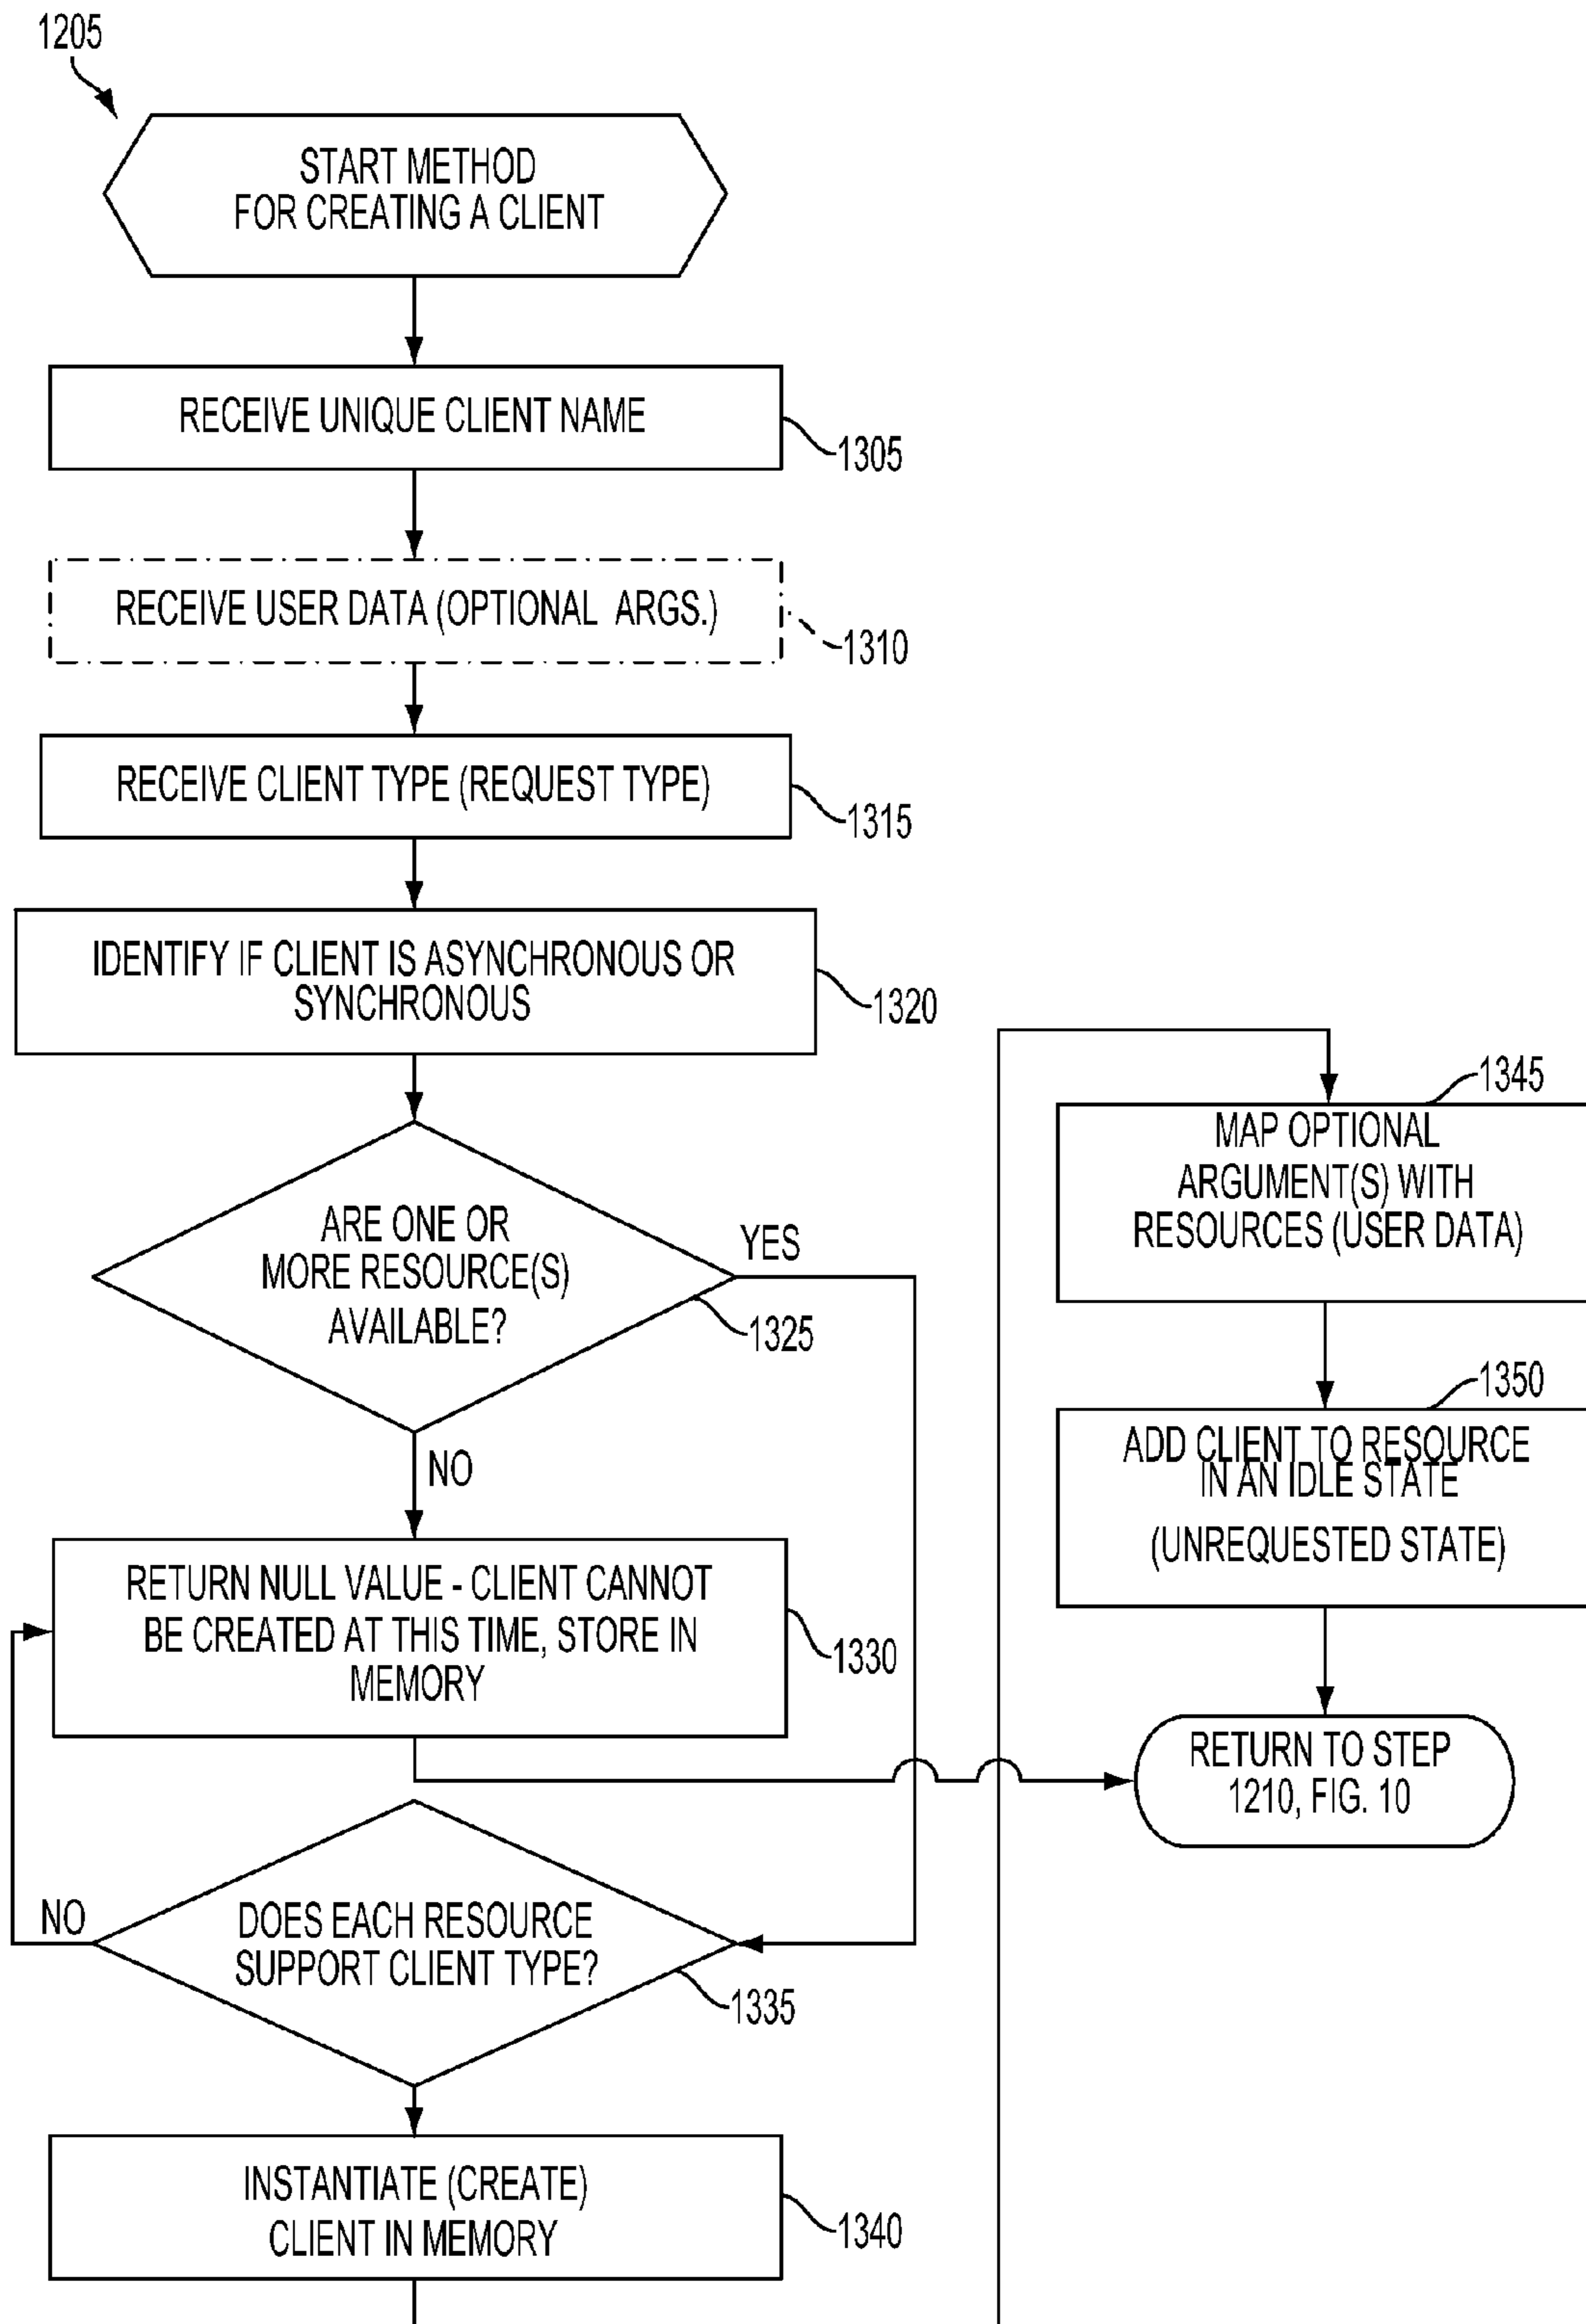 1205
START METHOD
FOR CREATING A CLIENT
RECEIVE UNIQUE CLIENT NAME
1305
RECEIVE USER DATA (OPTIONAL ARGS.)
1310
RECEIVE CLIENT TYPE (REQUEST TYPE)
1315
IDENTIFY IF CLIENT IS ASYNCHRONOUS OR
SYNCHRONOUS
1320
ARE ONE OR
MORE RESOURCE(S)
AVAILABLE?
YES
1325
NO
RETURN NULL VALUE - CLIENT CANNOT
BE CREATED AT THIS TIME, STORE IN
MEMORY
1330
NO
DOES EACH RESOURCE
SUPPORT CLIENT TYPE?
1335
INSTANTIATE (CREATE)
CLIENT IN MEMORY
1340
1345
MAP OPTIONAL
ARGUMENT(S) WITH
RESOURCES (USER DATA)
1350
ADD CLIENT TO RESOURCE
IN AN IDLE STATE
(UNREQUESTED STATE)
RETURN TO STEP
1210, FIG. 10